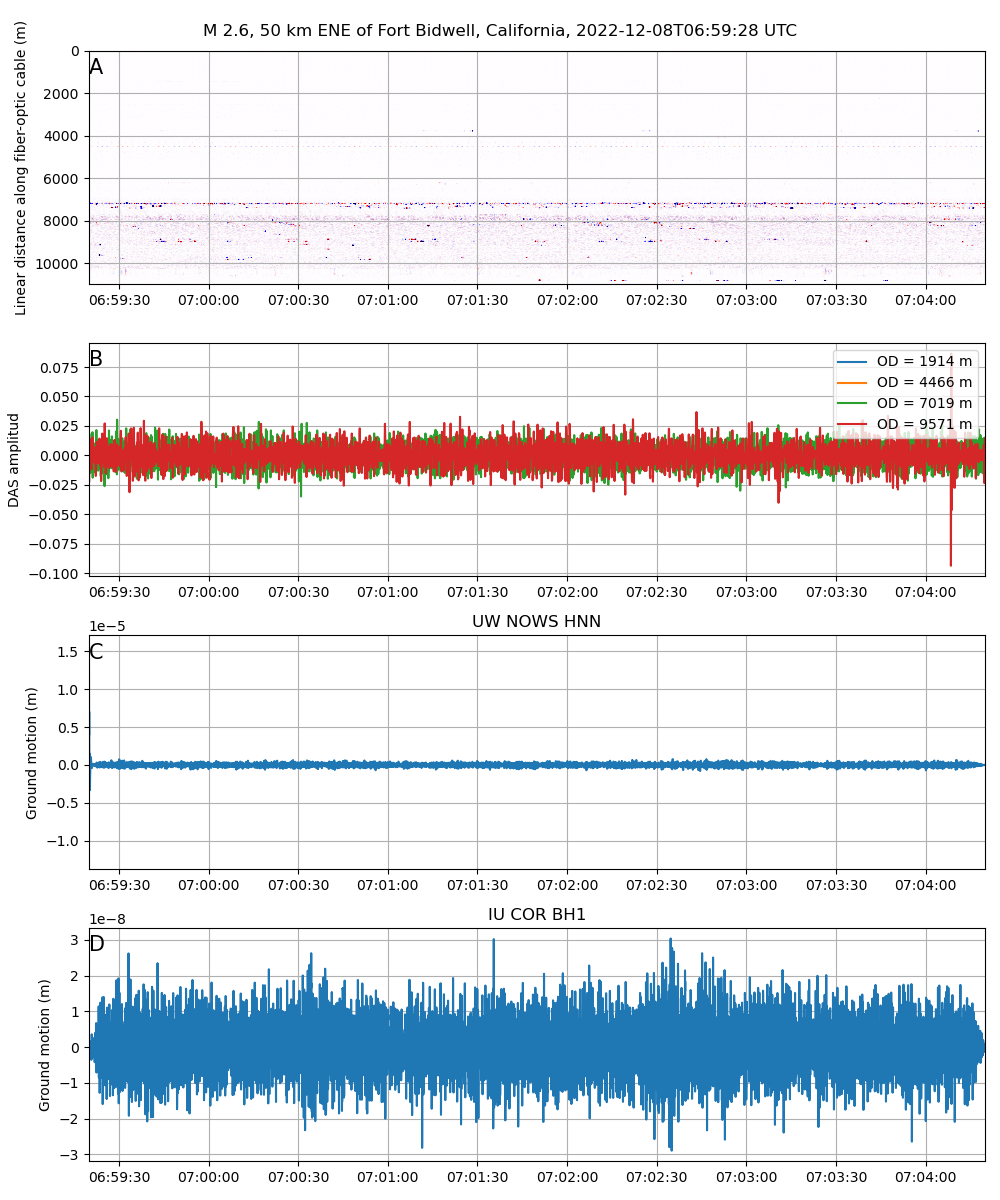 M 2.6, 50 km ENE of Fort Bidwell, California, 2022-12-08T06:59:28 UTC
A
Linear distance along fiber-optic cable (m)
0
2000
4000
6000
8000
10000
06:59:30 07:00:00 07:00:30 07:01:00 07:01:30 07:02:00 07:02:30 07:03:00 07:03:30 07:04:00
B
DAS amplitud
0.075
0.050
0.025
0.000
−0.025
−0.050
−0.075
−0.100
OD = 1914 m
OD = 4466 m
OD = 7019 m
OD = 9571 m
06:59:30 07:00:00 07:00:30 07:01:00 07:01:30 07:02:00 07:02:30 07:03:00 07:03:30 07:04:00
UW NOWS HNN
1e−5
C
Ground motion (m)
1.5
1.0
0.5
0.0
−0.5
−1.0
06:59:30 07:00:00 07:00:30 07:01:00 07:01:30 07:02:00 07:02:30 07:03:00 07:03:30 07:04:00
IU COR BH1
1e−8
D
Ground motion (m)
3
2
1
0
−1
−2
−3
06:59:30 07:00:00 07:00:30 07:01:00 07:01:30 07:02:00 07:02:30 07:03:00 07:03:30 07:04:00